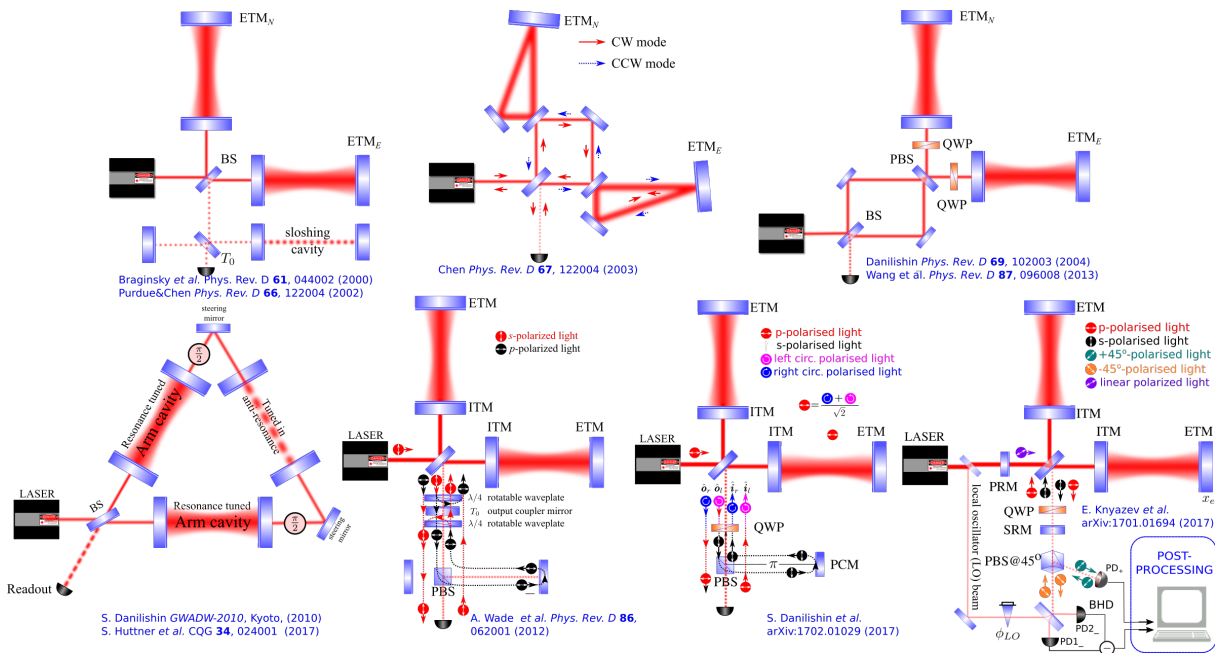 ETM_N
BS
ETM_E
sloshing
cavity
T_0
Braginsky et al. Phys. Rev. D 61, 044002 (2000)
Purdue&Chen Phys. Rev. D 66, 122004 (2002)
ETM_N
CW mode
CCW mode
ETM_E
Chen Phys. Rev. D 67, 122004 (2003)
ETM_N
QWP
PBS
ETM_E
QWP
BS
Danilishin Phys. Rev. D 69, 102003 (2004)
Wang et al. Phys. Rev. D 87, 096008 (2013)
steering
mirror
π/2
Resonance tuned
Arm cavity
Tuned in
anti-resonance
LASER
BS
Resonance tuned
Arm cavity
π/2
steering
mirror
Readout
S. Danilishin GWADW-2010, Kyoto, (2010)
S. Huttner et al. CQG 34, 024001 (2017)
ETM
s-polarized light
p-polarized light
ITM
LASER
ITM
ETM
λ/4 rotatable waveplate
T_0 output coupler mirror
λ/4 rotatable waveplate
PBS
A. Wade et al. Phys. Rev. D 86,
062001 (2012)
ETM
p-polarised light
s-polarised light
left circ. polarised light
right circ. polarised light
ITM
= + / √2
LASER
ITM
ETM
ô_r ô_l î_r î_l
QWP
π
PBS
PCM
S. Danilishin et al.
arXiv:1702.01029 (2017)
ETM
p-polarised light
s-polarised light
+45°-polarised light
-45°-polarised light
linear polarized light
ITM
LASER
ITM
ETM
PRM
x_e
local oscillator (LO) beam
QWP
E. Knyazev et al.
arXiv:1701.01694 (2017)
SRM
PBS@45°
PD_+
POST-
PROCESSING
BHD
ϕ_LO
PD2_-
PD1_-
−